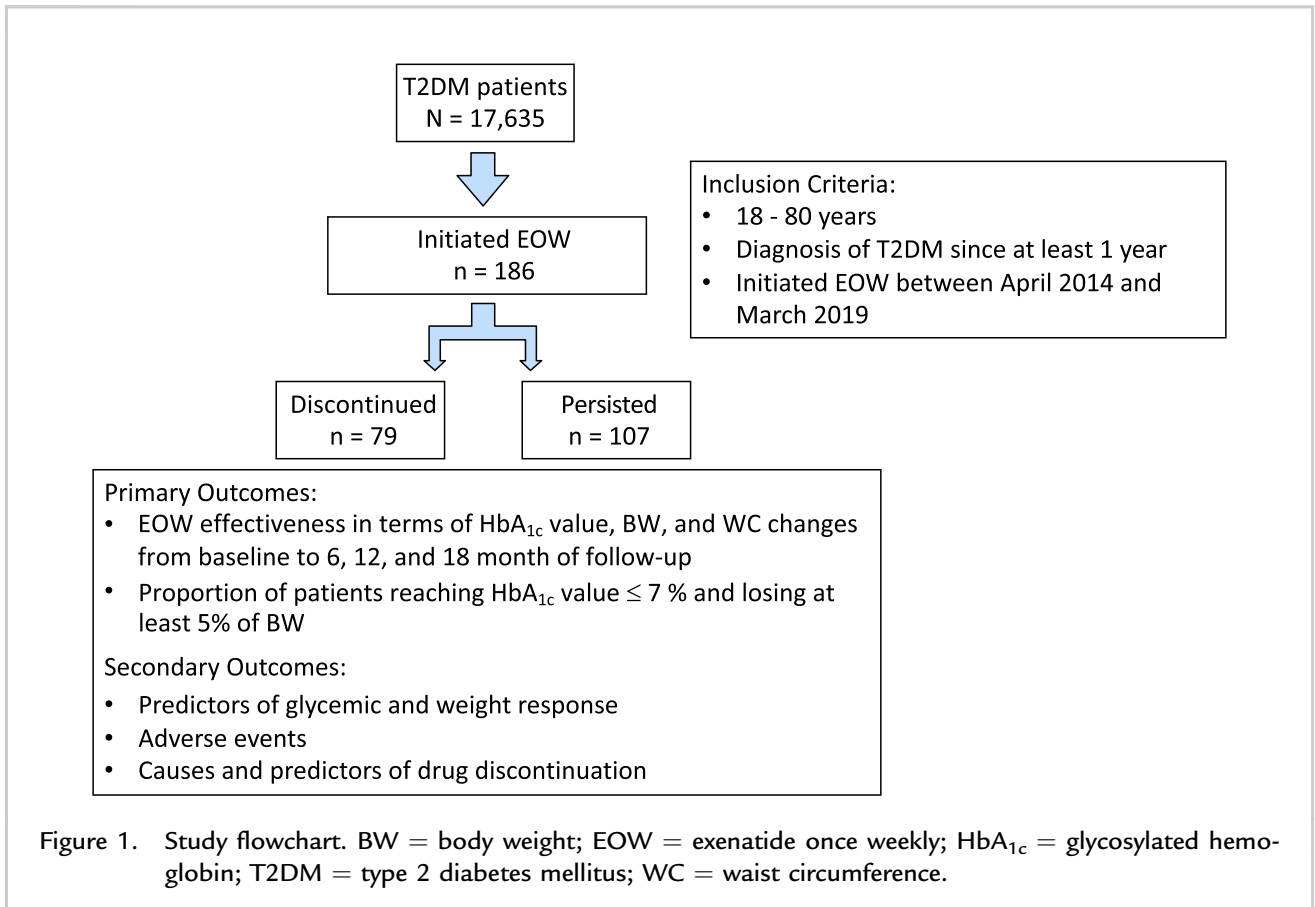 T2DM patients
N = 17,635
Initiated EOW
n = 186
Inclusion Criteria:
• 18 - 80 years
• Diagnosis of T2DM since at least 1 year
• Initiated EOW between April 2014 and
March 2019
Discontinued
n = 79
Persisted
n = 107
Primary Outcomes:
• EOW effectiveness in terms of HbA1c value, BW, and WC changes
from baseline to 6, 12, and 18 month of follow-up
• Proportion of patients reaching HbA1c value ≤ 7 % and losing at
least 5% of BW
Secondary Outcomes:
• Predictors of glycemic and weight response
• Adverse events
• Causes and predictors of drug discontinuation
Figure 1. Study flowchart. BW = body weight; EOW = exenatide once weekly; HbA1c = glycosylated hemo-
globin; T2DM = type 2 diabetes mellitus; WC = waist circumference.